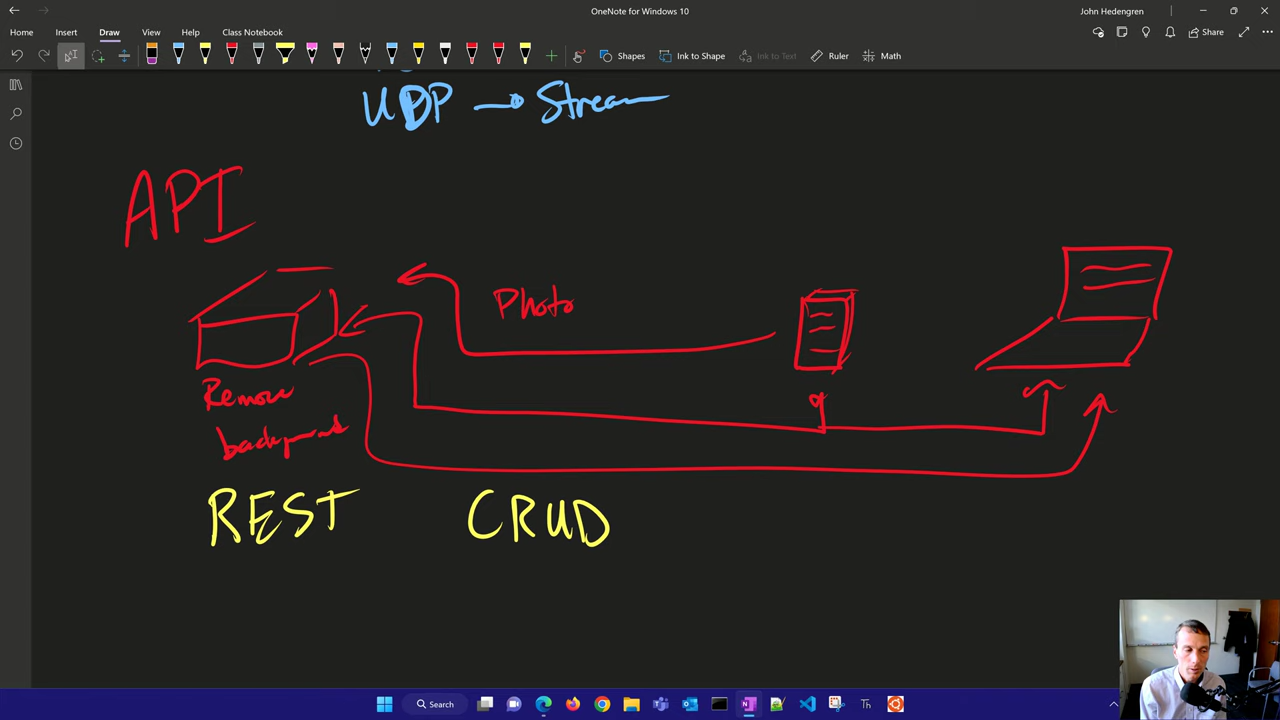 OneNote for Windows 10
John Hedengren
Home
Insert
Draw
View
Help
Class Notebook
Shapes
Ink to Shape
Ink to Text
Ruler
Math
Share
UDP → Stream
API
Photo
Remove
background
REST
CRUD
Search
Th